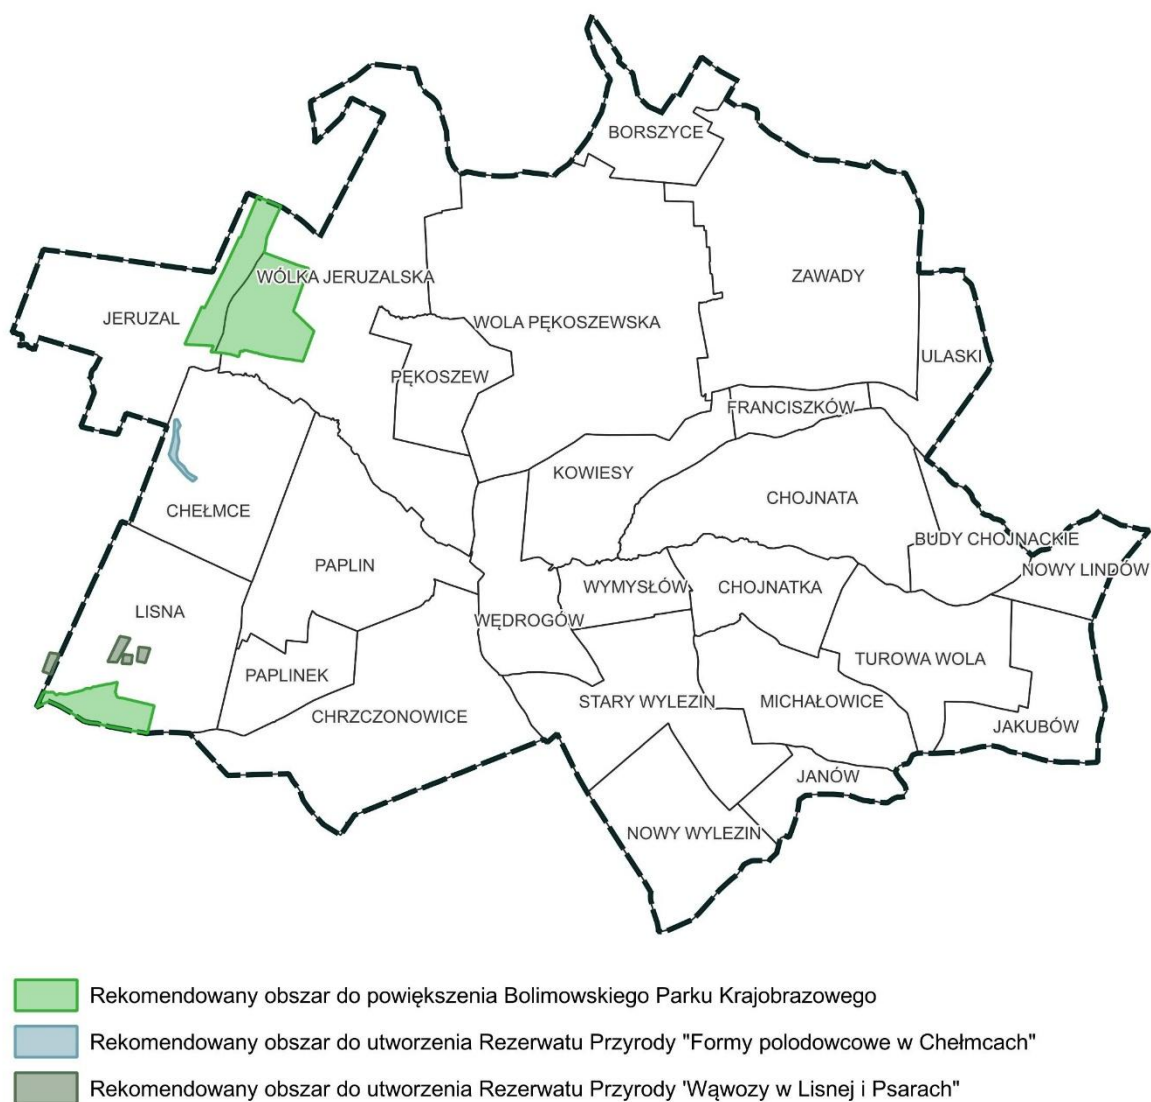 BORSZYCE
WÓLKA JERUZALSKA
ZAWADY
JERUZAL
WOLA PĘKOSZEWSKA
ULASKI
PĘKOSZEW
FRANCISZKÓW
KOWIESY
CHOJNATA
CHEŁMCE
BUDY CHOJNACKIE
PAPLIN
NOWY LINDÓW
WYMYSŁÓW
CHOJNATKA
LISNA
WĘDROGÓW
TUROWA WOLA
PAPLINEK
STARY WYLEZIN
MICHAŁOWICE
CHRZCZONOWICE
JAKUBÓW
JANÓW
NOWY WYLEZIN
Rekomendowany obszar do powiększenia Bolimowskiego Parku Krajobrazowego
Rekomendowany obszar do utworzenia Rezerwatu Przyrody "Formy polodowcowe w Chełmcach"
Rekomendowany obszar do utworzenia Rezerwatu Przyrody 'Wąwozy w Lisnej i Psarach"